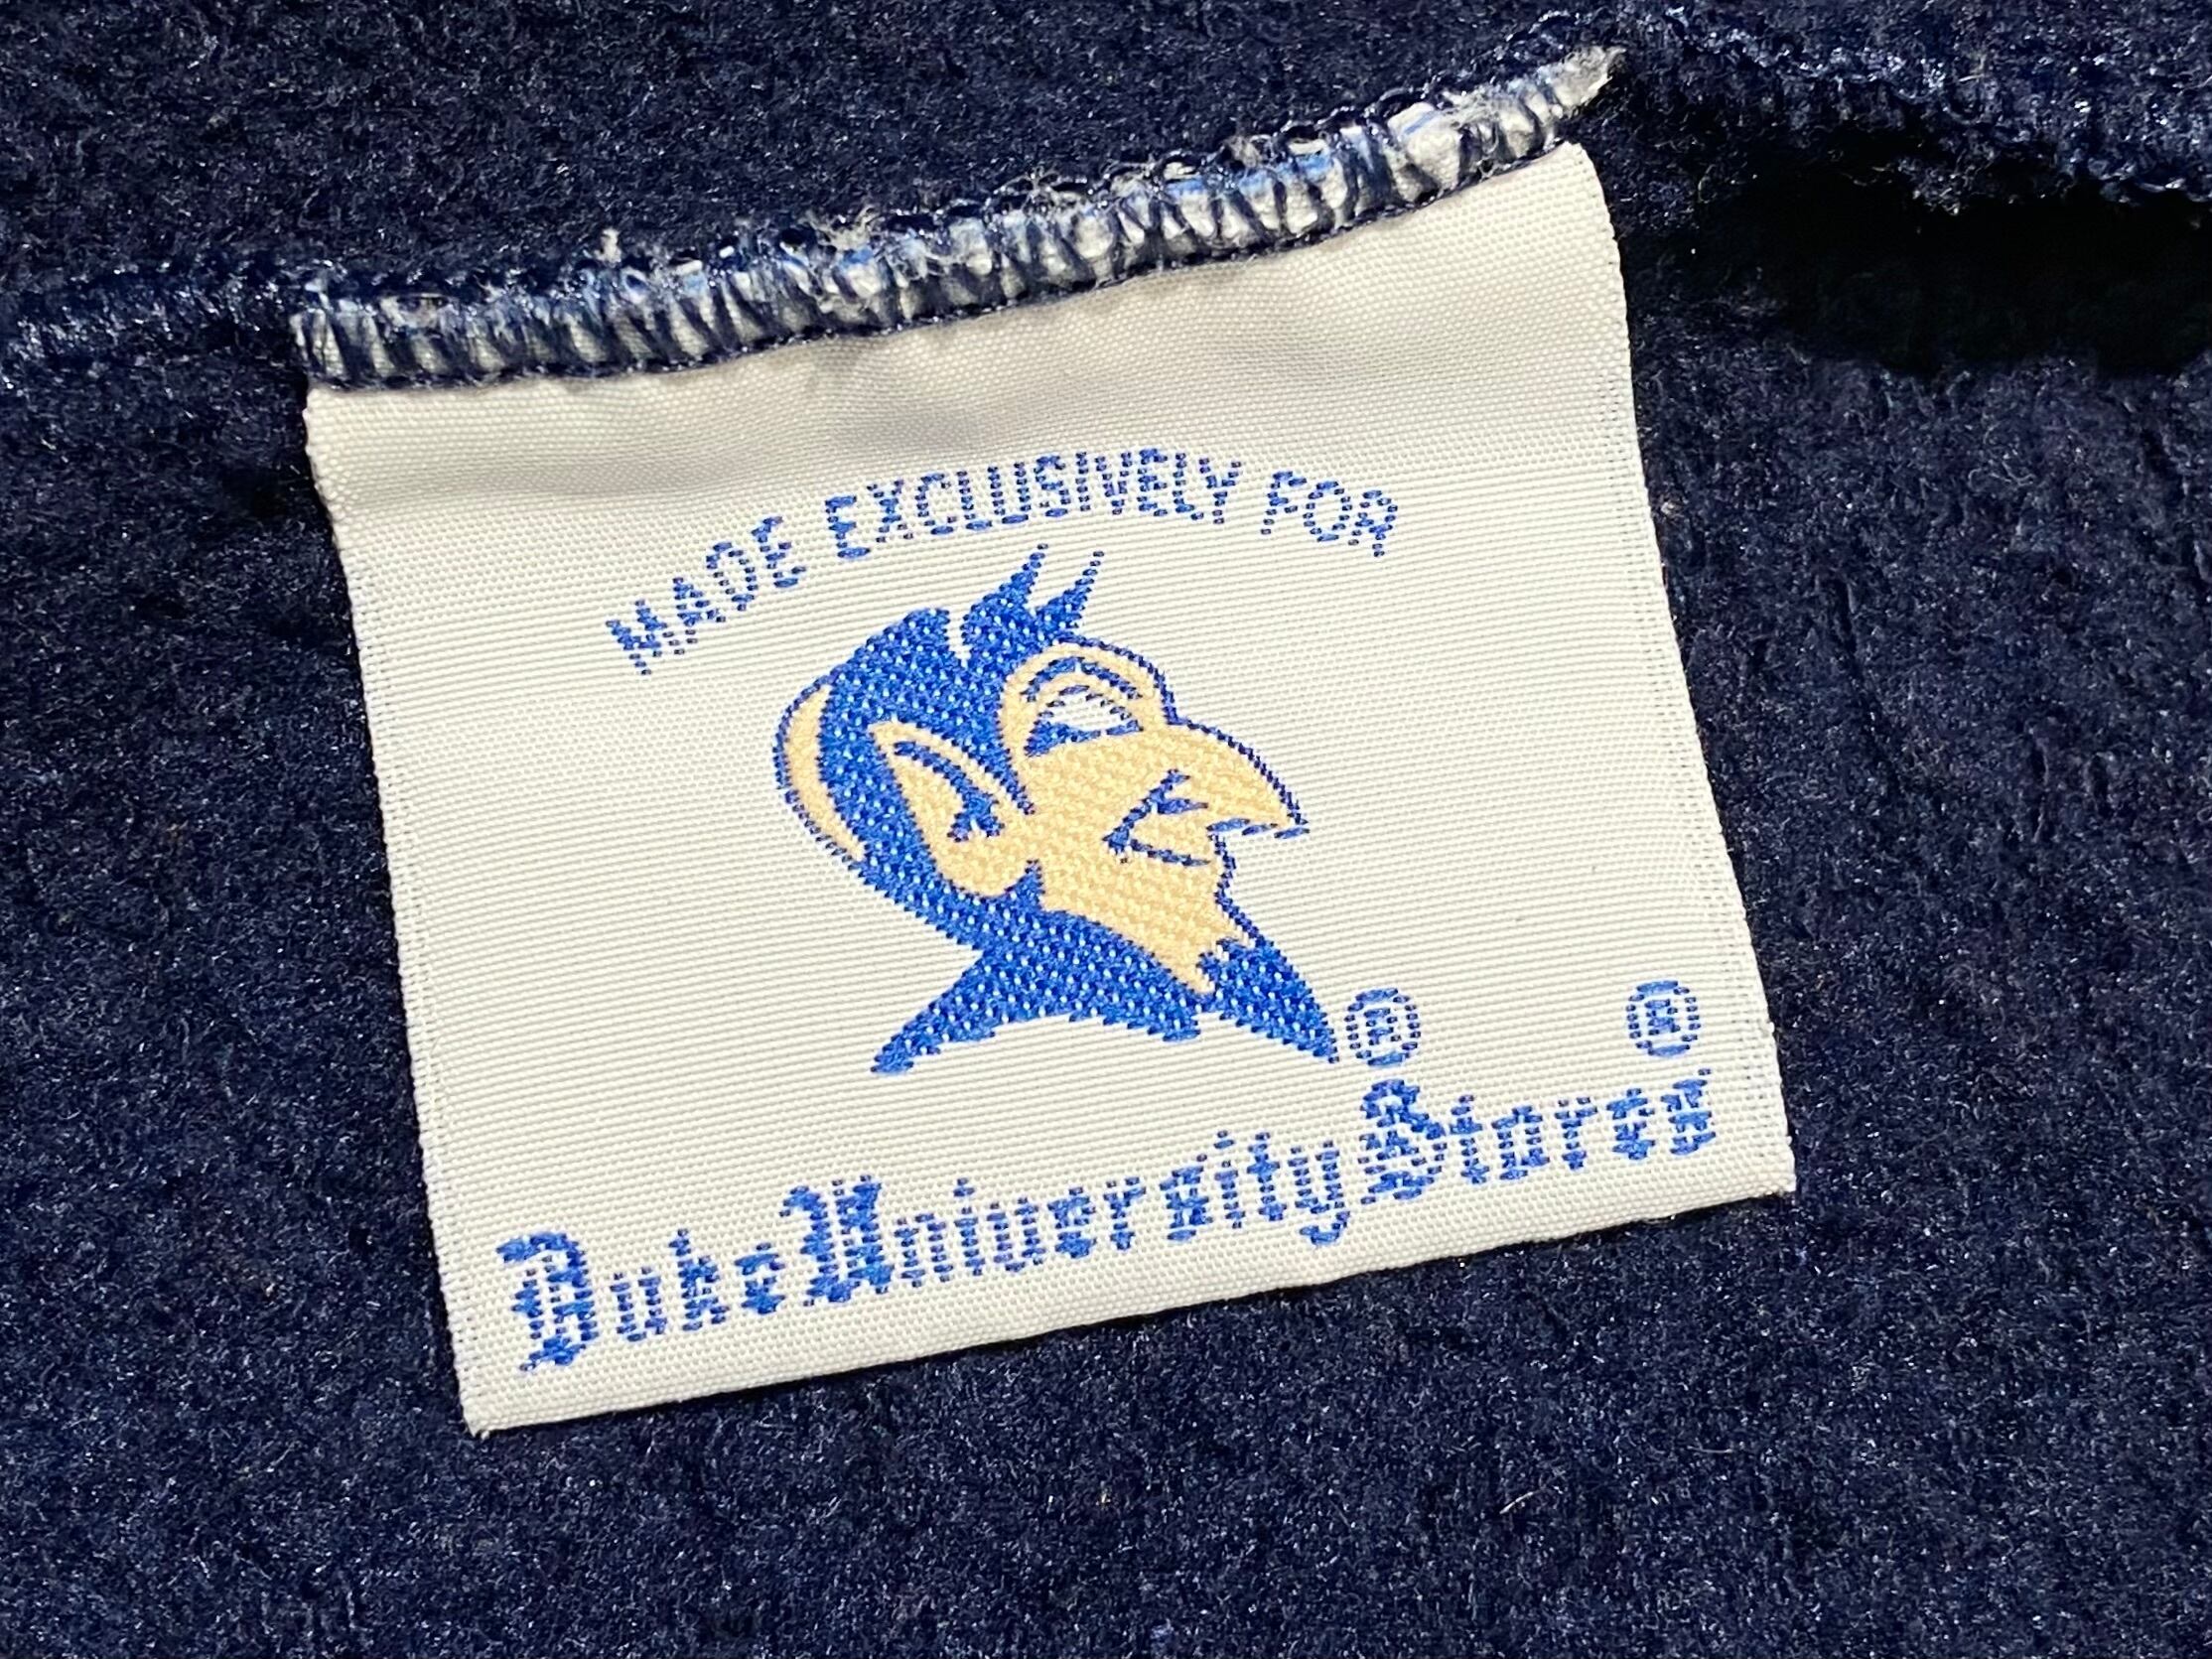 MADE EXCLUSIVELY FOR
®
®
Duke University Stores